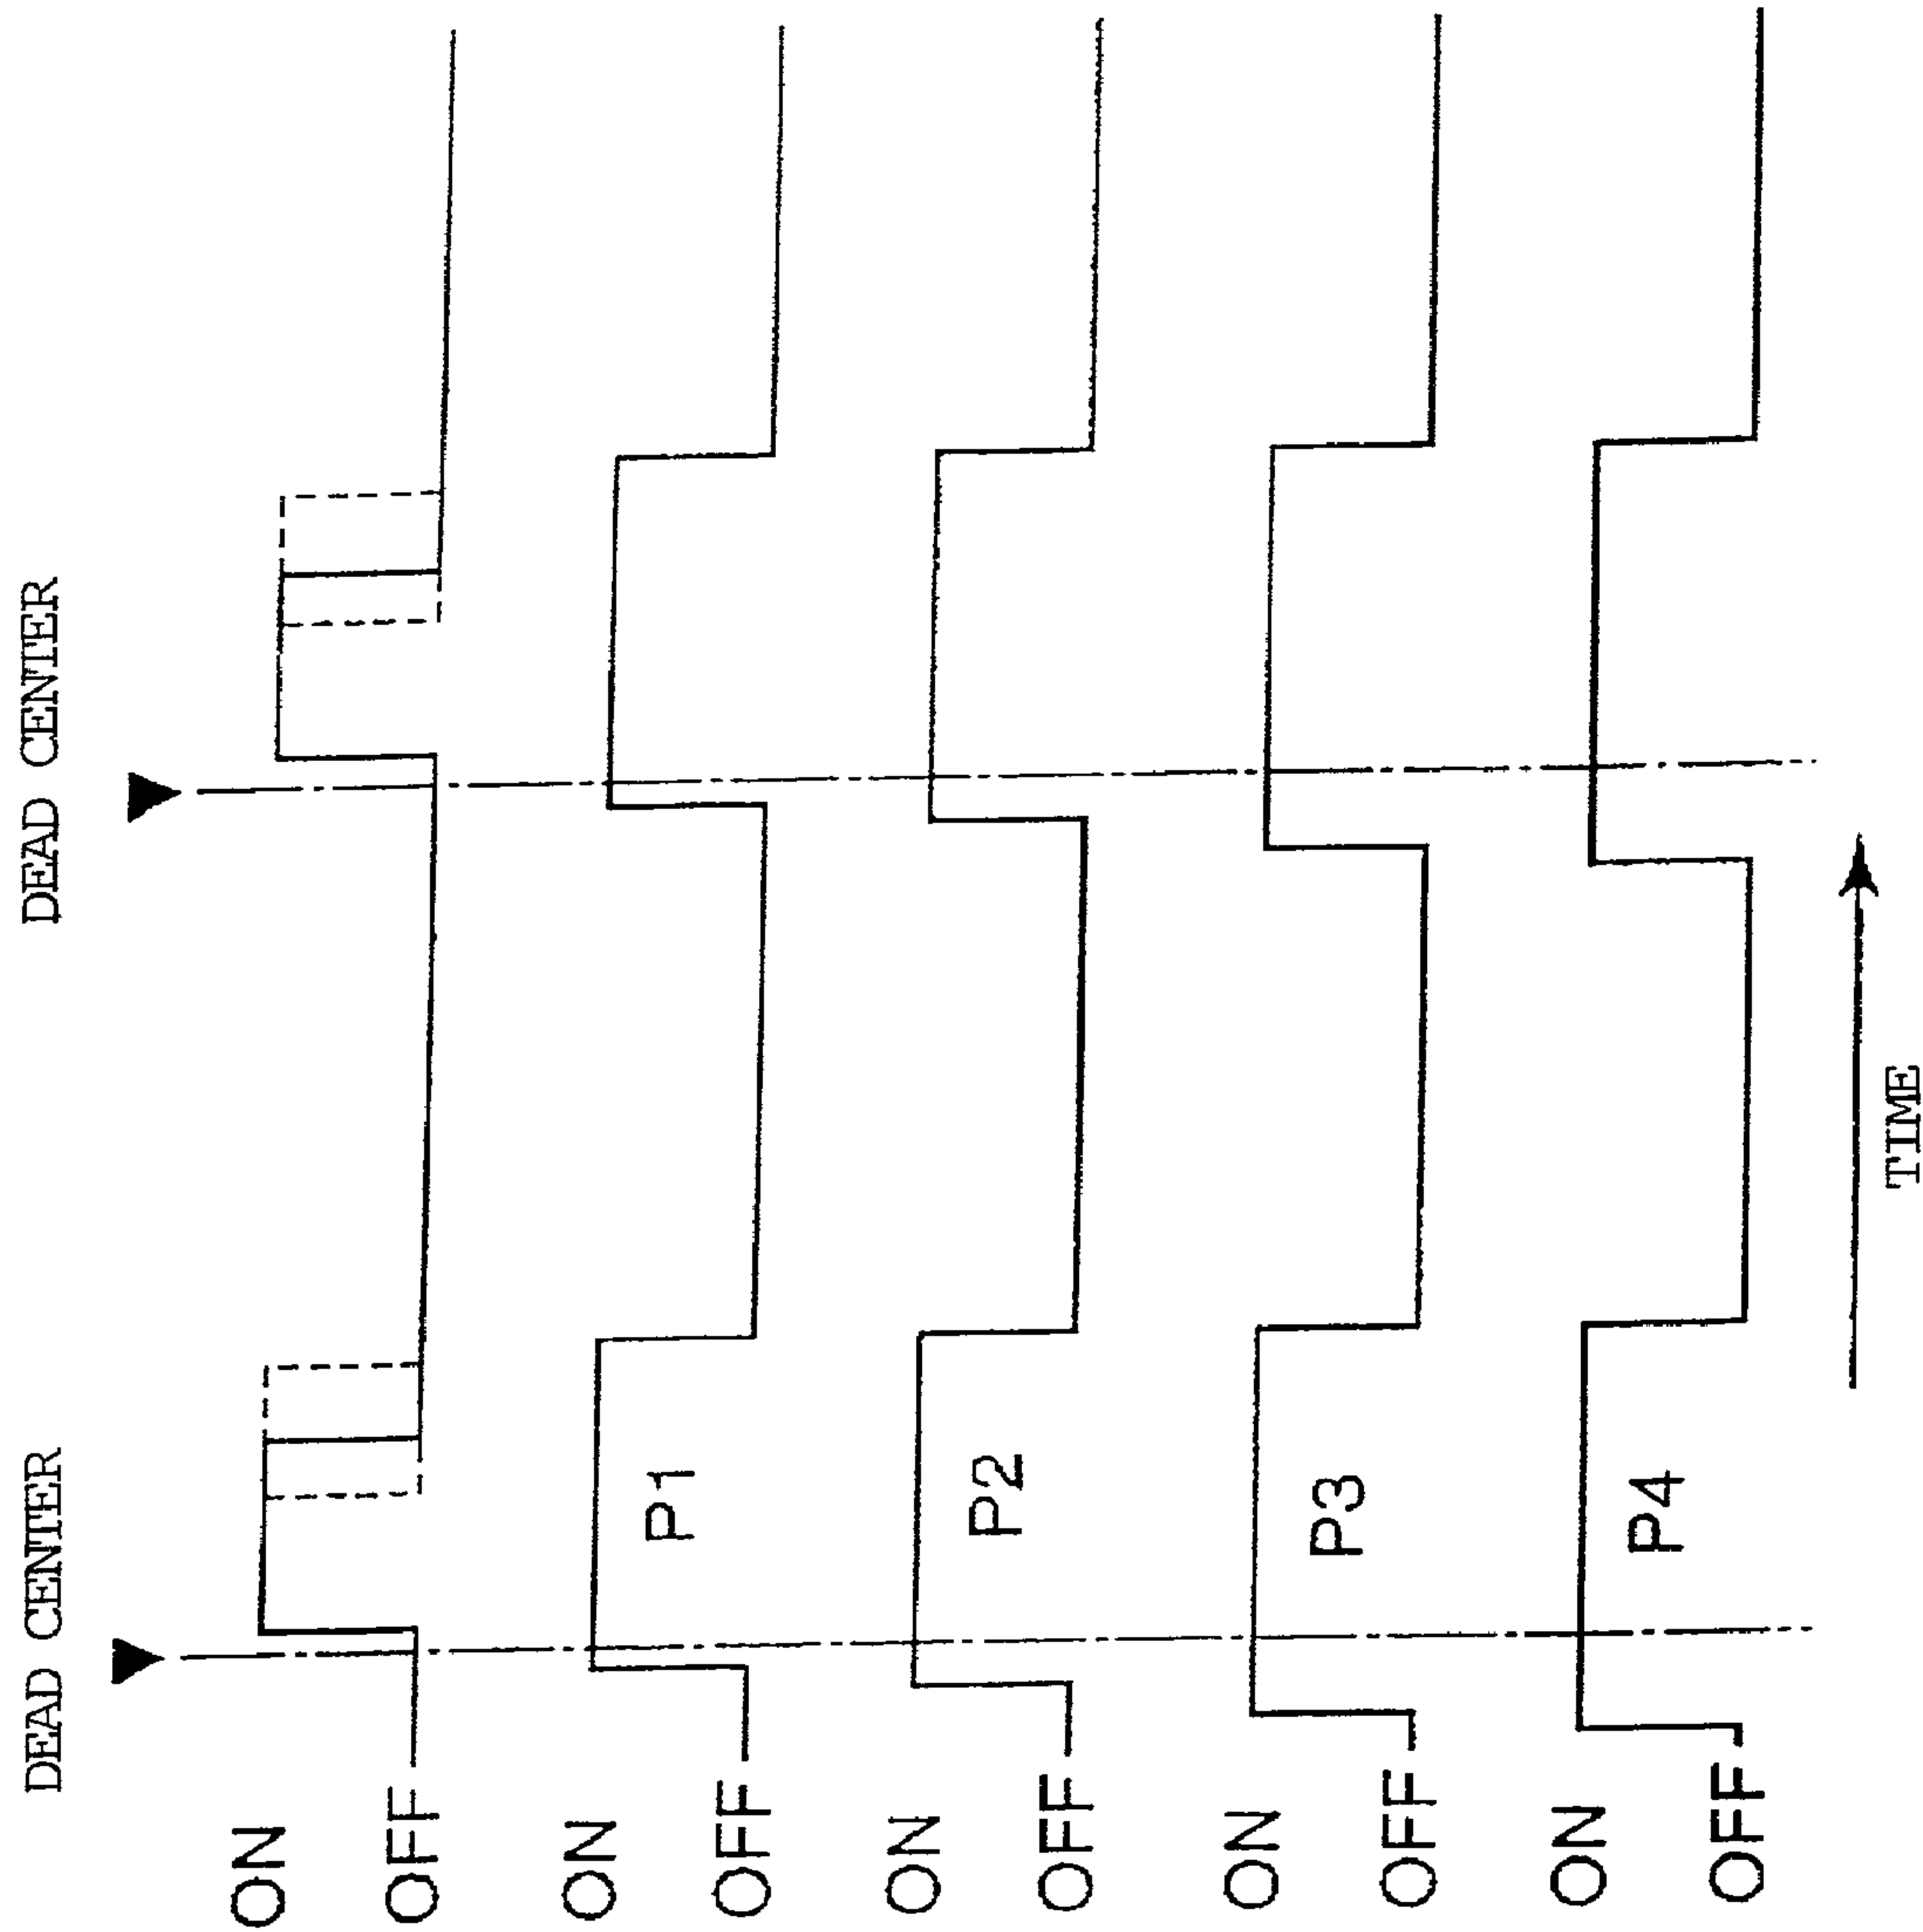 DEAD CENTER
DEAD CENTER
ON
OFF
ON
OFF
P1
ON
OFF
P2
ON
OFF
P3
ON
OFF
P4
TIME